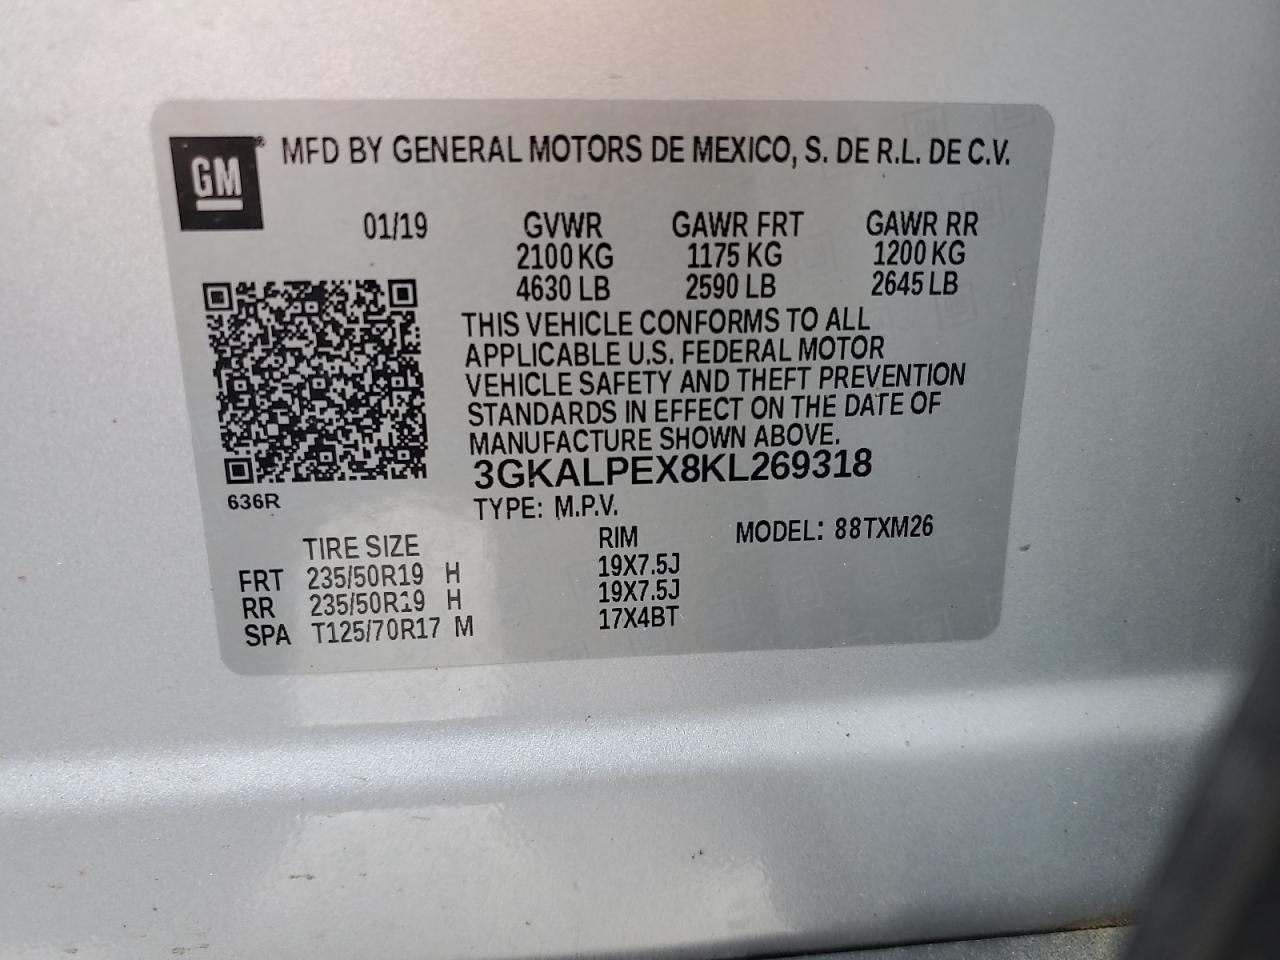 GM ® MFD BY GENERAL MOTORS DE MEXICO, S. DE R.L. DE C.V.
01/19 GVWR GAWR FRT GAWR RR
2100 KG 1175 KG 1200 KG
4630 LB 2590 LB 2645 LB
THIS VEHICLE CONFORMS TO ALL
APPLICABLE U.S. FEDERAL MOTOR
VEHICLE SAFETY AND THEFT PREVENTION
STANDARDS IN EFFECT ON THE DATE OF
MANUFACTURE SHOWN ABOVE.
3GKALPEX8KL269318
636R
TYPE: M.P.V.
TIRE SIZE RIM MODEL: 88TXM26
FRT 235/50R19 H 19X7.5J
RR 235/50R19 H 19X7.5J
SPA T125/70R17 M 17X4BT